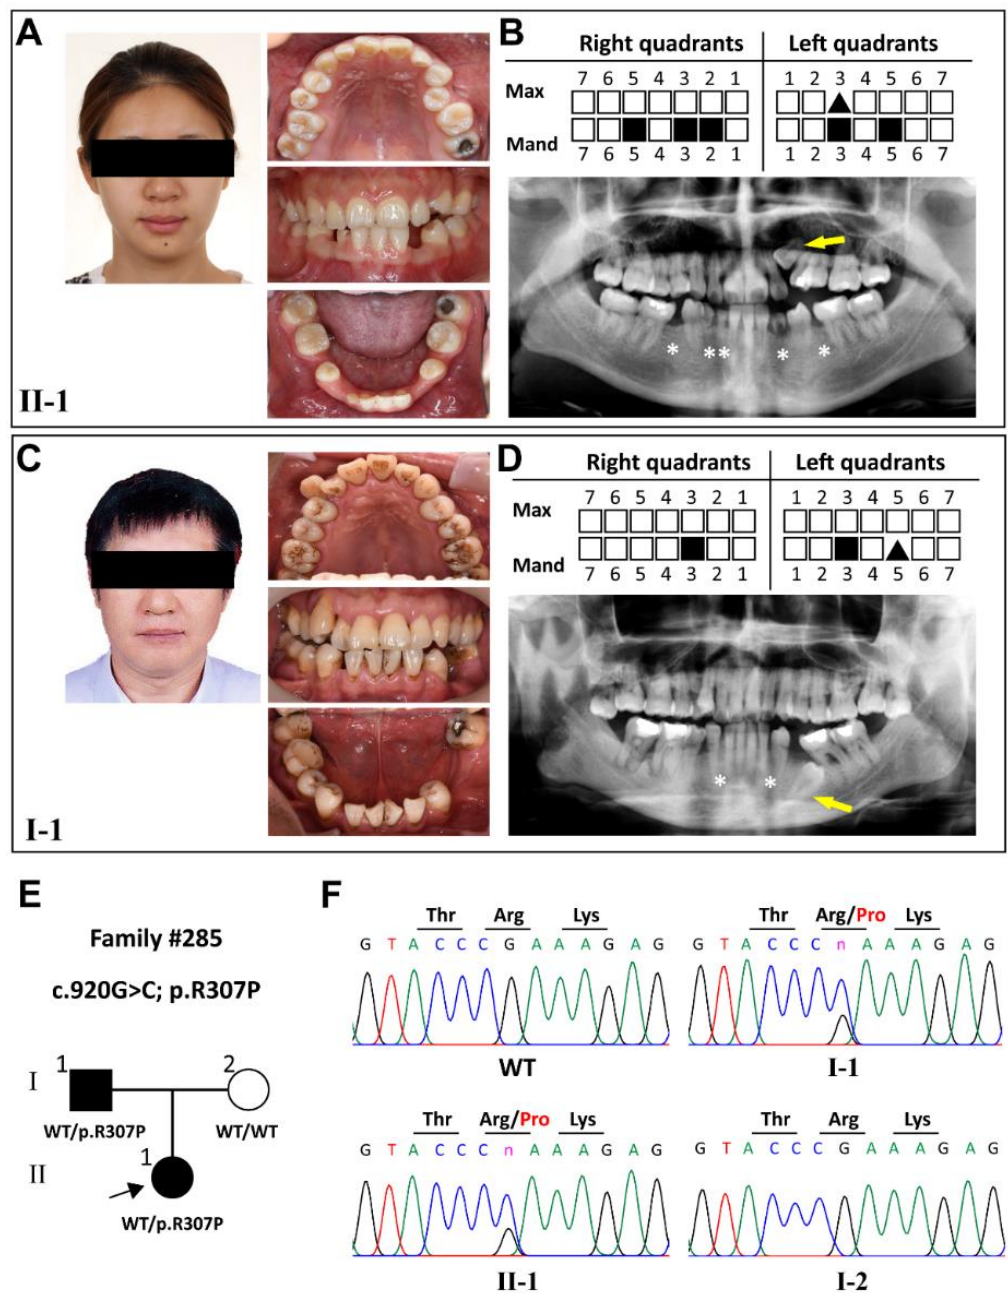 A
II-1
B
Right quadrants Left quadrants
7 6 5 4 3 2 1 1 2 3 4 5 6 7
Max
Mand
7 6 5 4 3 2 1 1 2 3 4 5 6 7
* ** * *
C
I-1
D
Right quadrants Left quadrants
7 6 5 4 3 2 1 1 2 3 4 5 6 7
Max
Mand
7 6 5 4 3 2 1 1 2 3 4 5 6 7
* *
E
Family #285
c.920G>C; p.R307P
I
1
2
WT/p.R307P
WT/WT
II
1
WT/p.R307P
F
Thr Arg Lys
G T A C C C G A A A G A G
WT
Thr Arg/Pro Lys
G T A C C C n A A A G A G
I-1
Thr Arg/Pro Lys
G T A C C C n A A A G A G
II-1
Thr Arg Lys
G T A C C C G A A A G A G
I-2